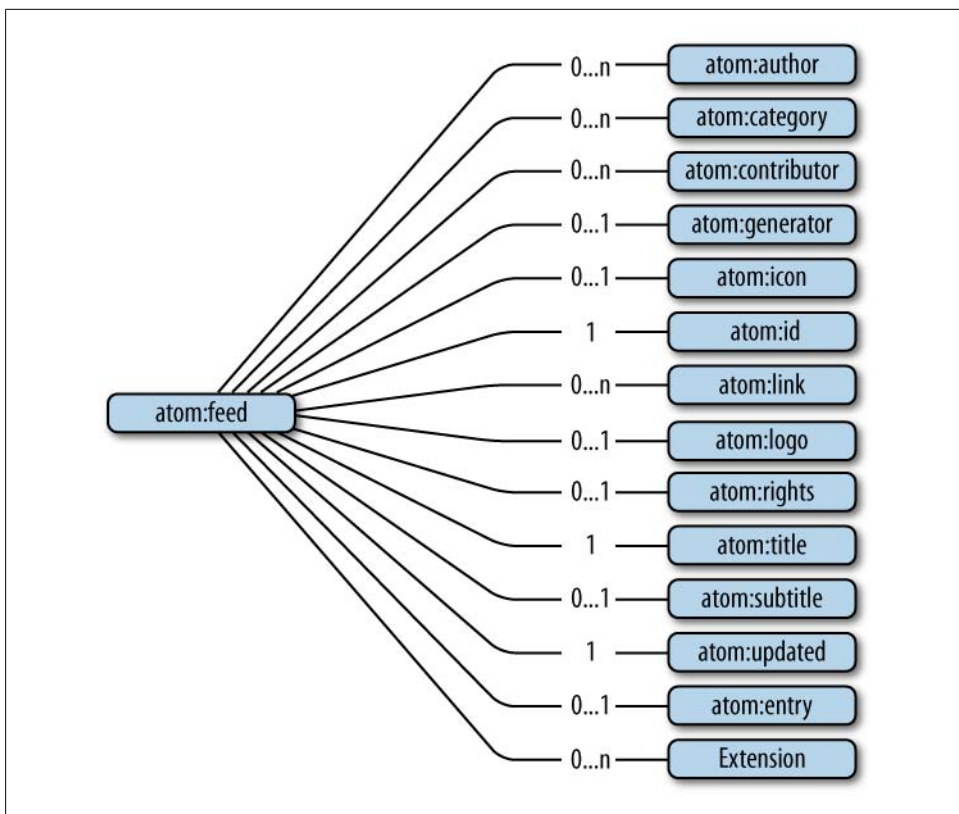 0...n atom:author
0...n atom:category
0...n atom:contributor
0...1 atom:generator
0...1 atom:icon
1 atom:id
0...n atom:link
atom:feed
0...1 atom:logo
0...1 atom:rights
1 atom:title
0...1 atom:subtitle
1 atom:updated
0...1 atom:entry
0...n Extension